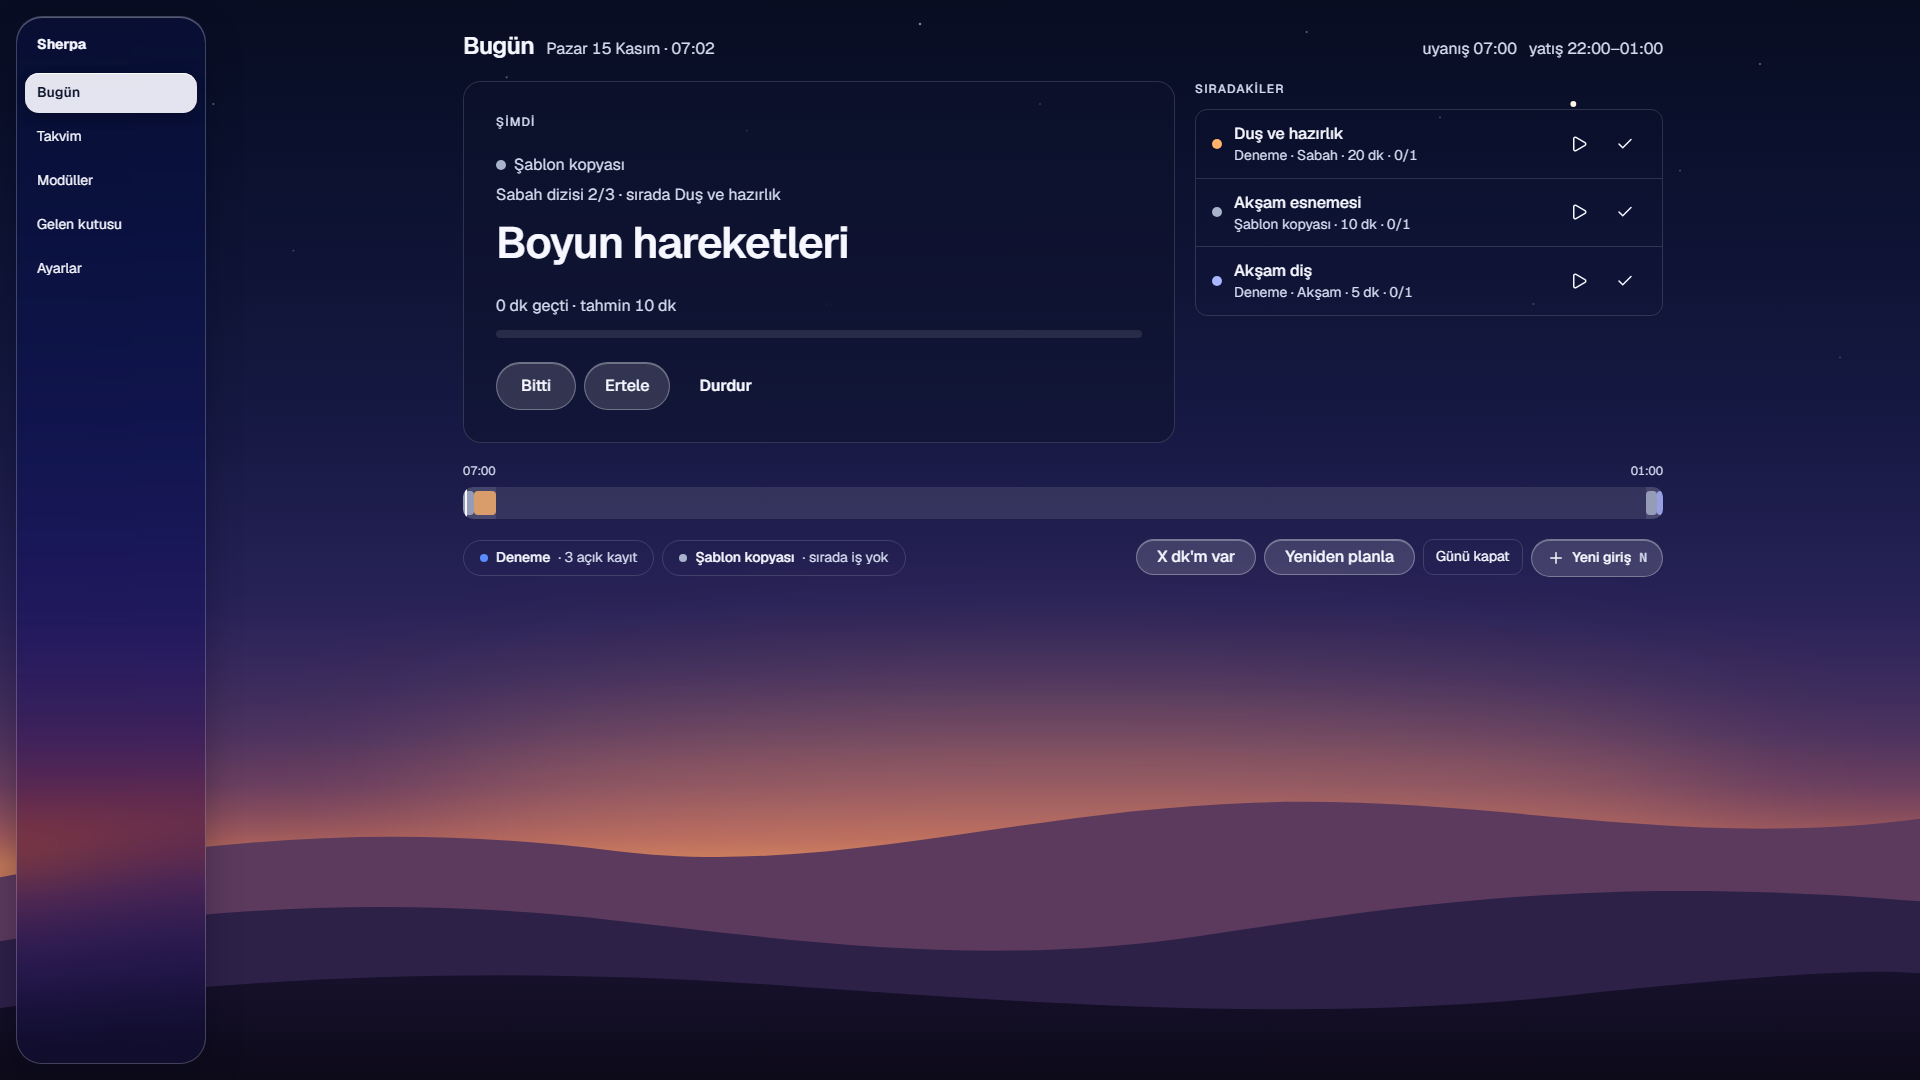 Sherpa
Bugün
Takvim
Modüller
Gelen kutusu
Ayarlar
Bugün Pazar 15 Kasım · 07:02
uyanış 07:00 yatış 22:00–01:00
ŞİMDİ
Şablon kopyası
Sabah dizisi 2/3 · sırada Duş ve hazırlık
Boyun hareketleri
0 dk geçti · tahmin 10 dk
Bitti Ertele Durdur
SIRADAKİLER
Duş ve hazırlık
Deneme · Sabah · 20 dk · 0/1
Akşam esnemesi
Şablon kopyası · 10 dk · 0/1
Akşam diş
Deneme · Akşam · 5 dk · 0/1
07:00 01:00
Deneme · 3 açık kayıt Şablon kopyası · sırada iş yok
X dk'm var Yeniden planla Günü kapat Yeni giriş N